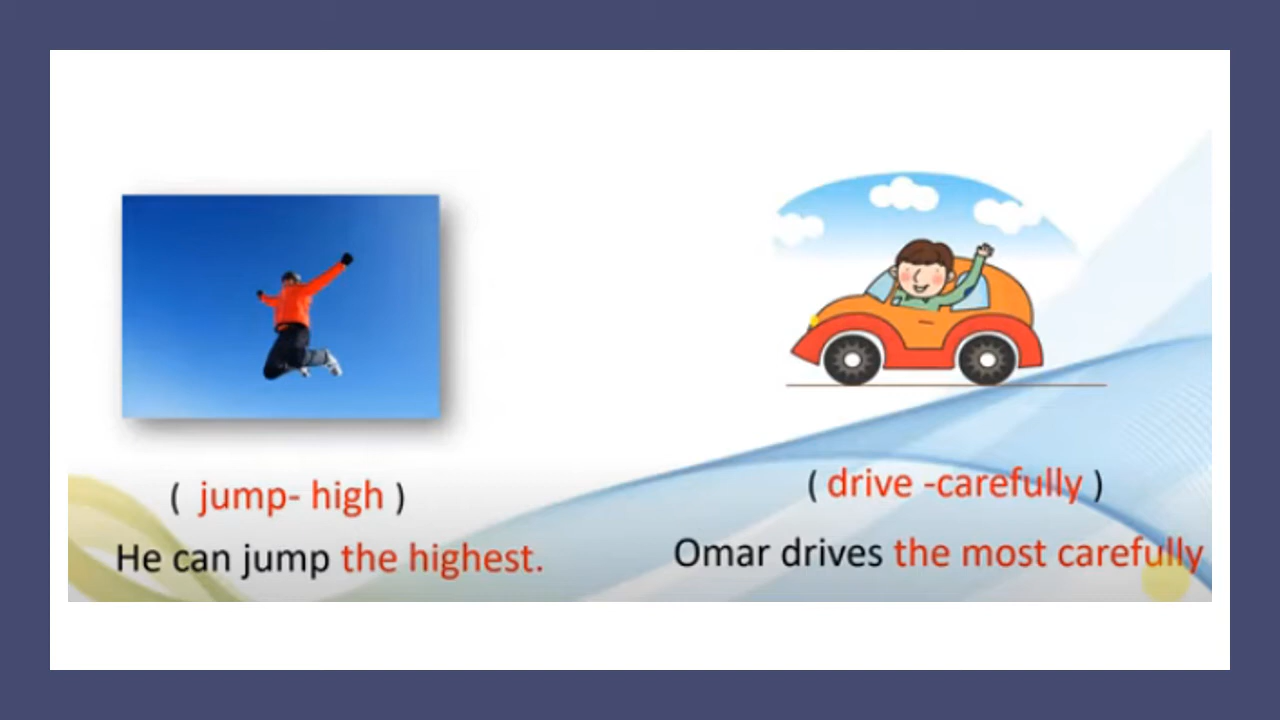 ( jump- high )
He can jump the highest.
( drive -carefully )
Omar drives the most carefully